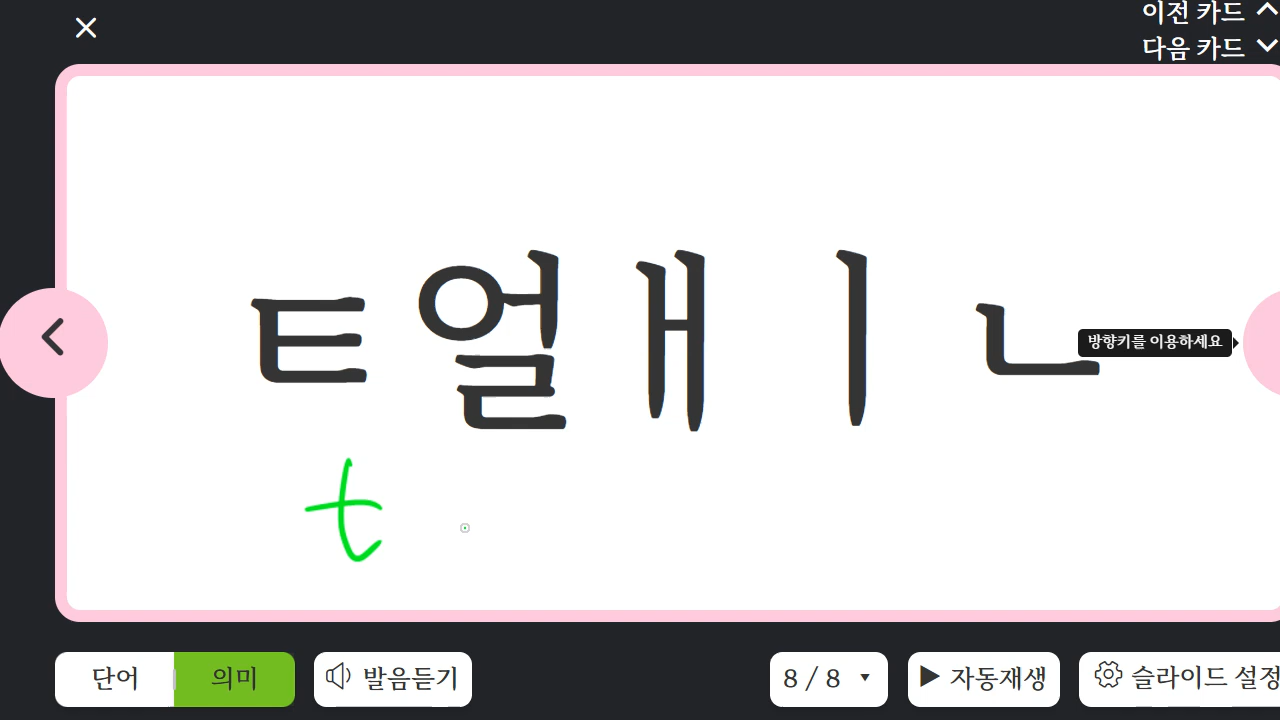 이전 카드
다음 카드
ㅌ얼ㅐㅣㄴ
방향키를 이용하세요
t
단어 의미 발음듣기 8 / 8 자동재생 슬라이드 설정